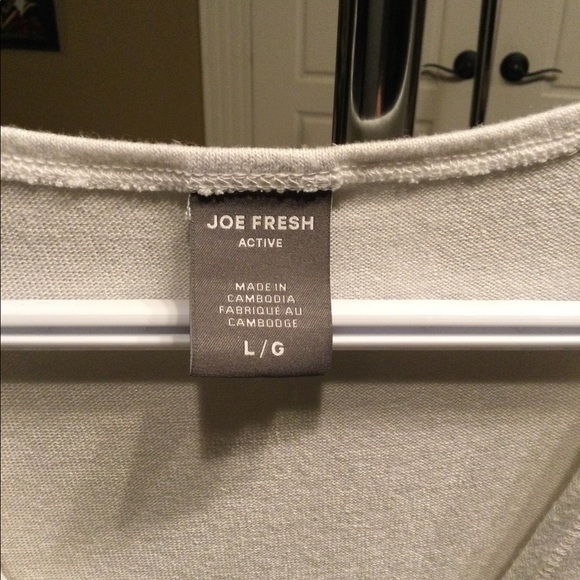 JOE FRESH
ACTIVE
MADE IN
CAMBODIA
FABRIQUÉ AU
CAMBODGE
L/G